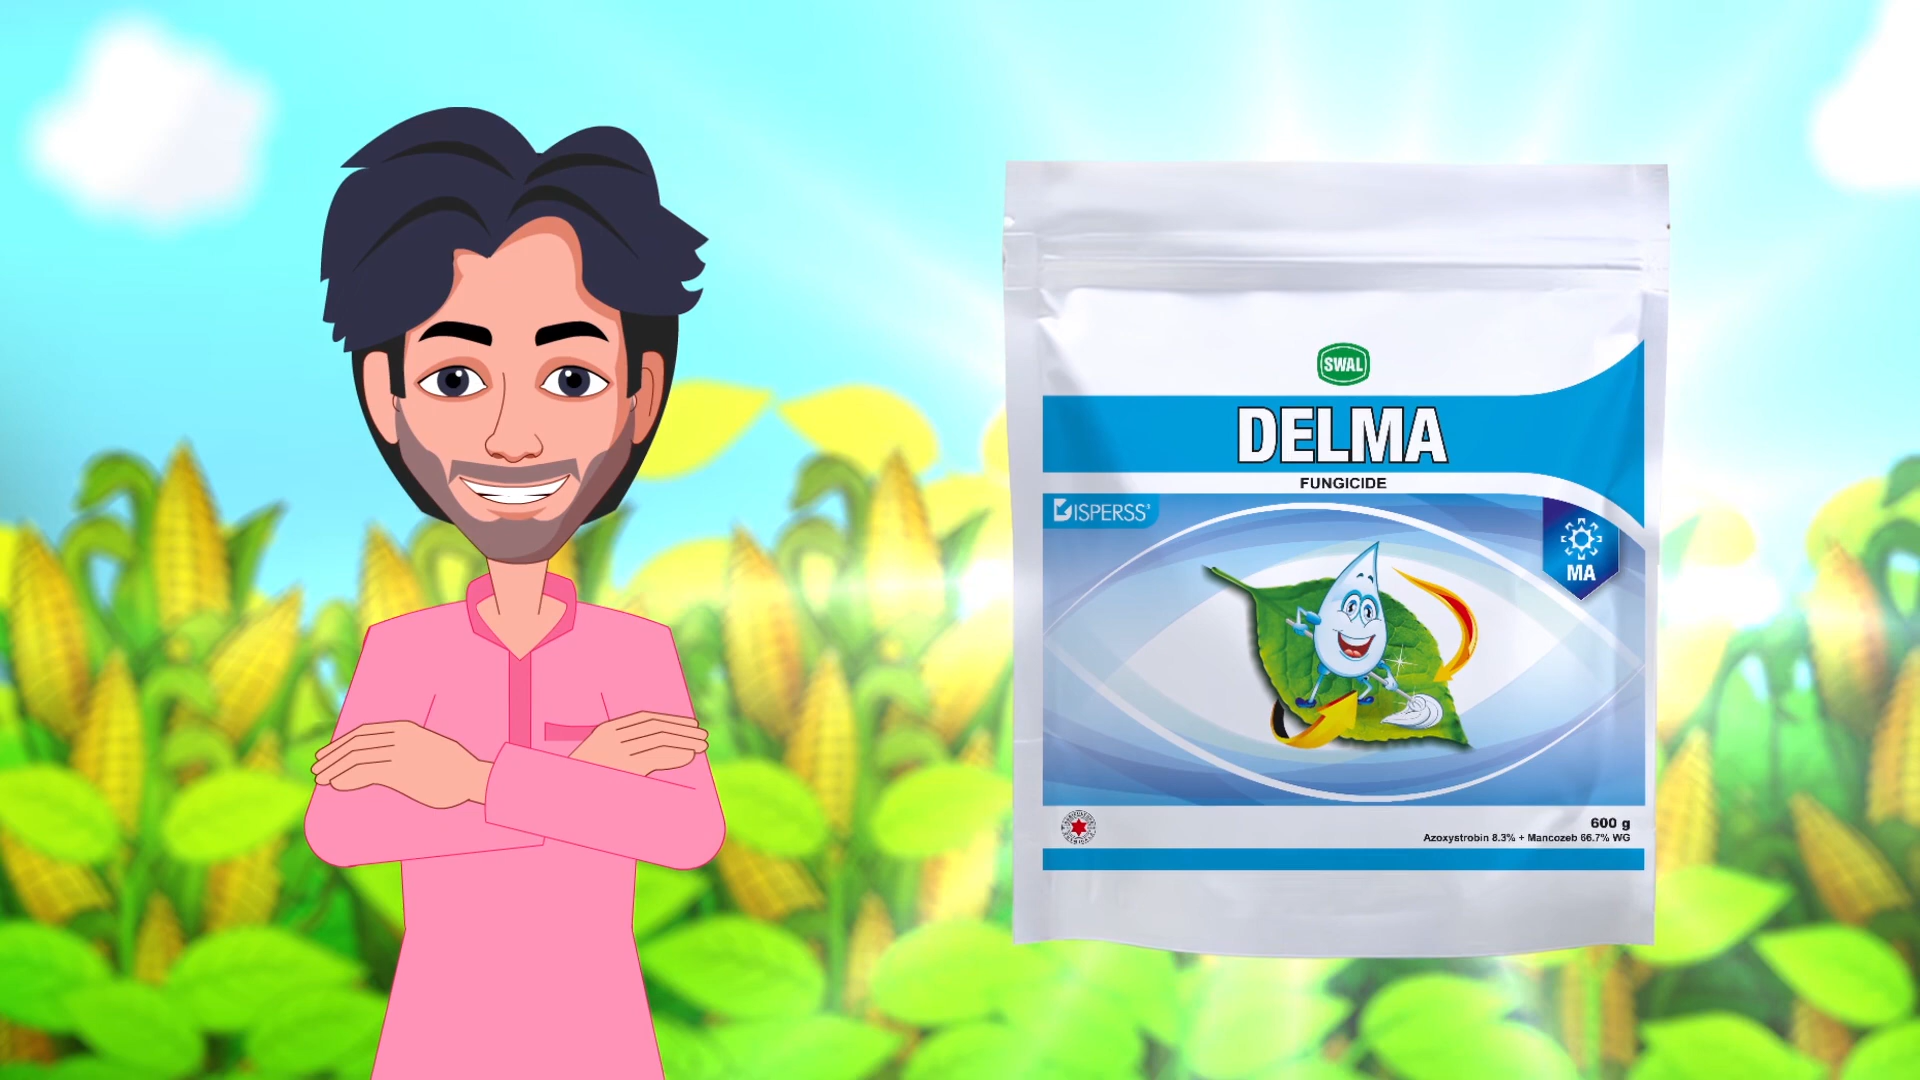 SWAL
DELMA
FUNGICIDE
DISPERSS
MA
600 g
Azoxystrobin 8.3% + Mancozeb 66.7% WG